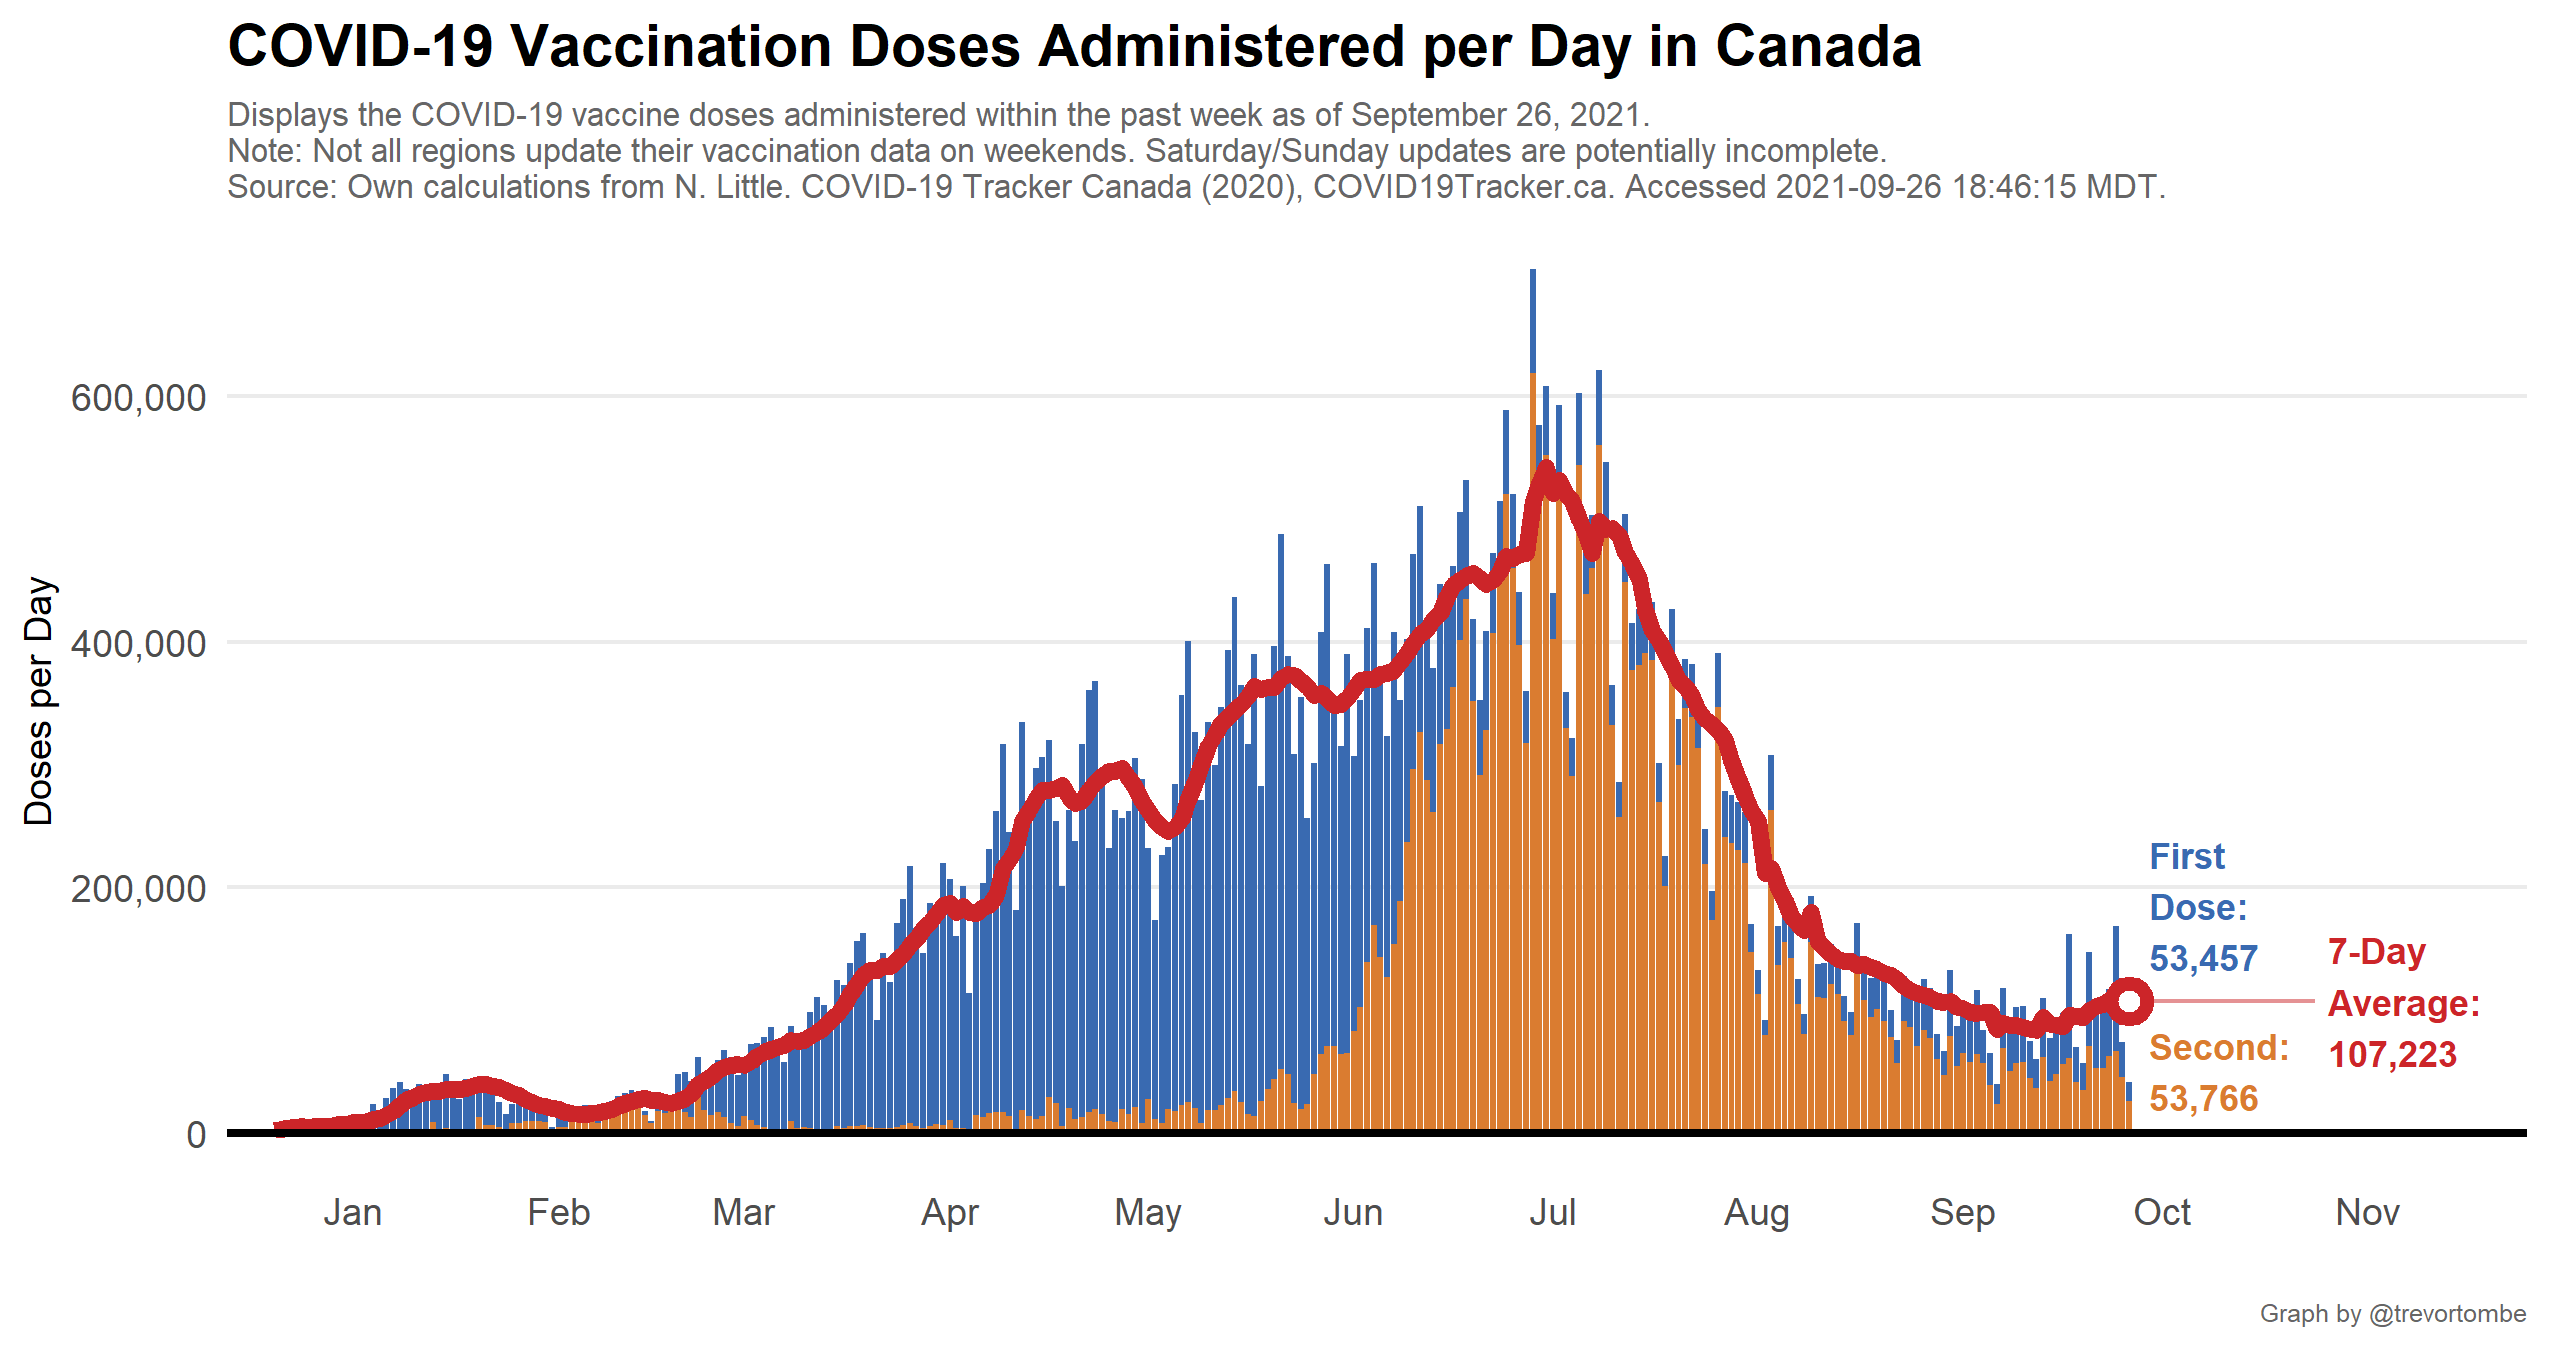 COVID-19 Vaccination Doses Administered per Day in Canada
Displays the COVID-19 vaccine doses administered within the past week as of September 26, 2021.
Note: Not all regions update their vaccination data on weekends. Saturday/Sunday updates are potentially incomplete.
Source: Own calculations from N. Little. COVID-19 Tracker Canada (2020), COVID19Tracker.ca. Accessed 2021-09-26 18:46:15 MDT.
Doses per Day
600,000
400,000
200,000
0
First
Dose:
53,457
Second:
53,766
7-Day
Average:
107,223
Jan
Feb
Mar
Apr
May
Jun
Jul
Aug
Sep
Oct
Nov
Graph by @trevortombe